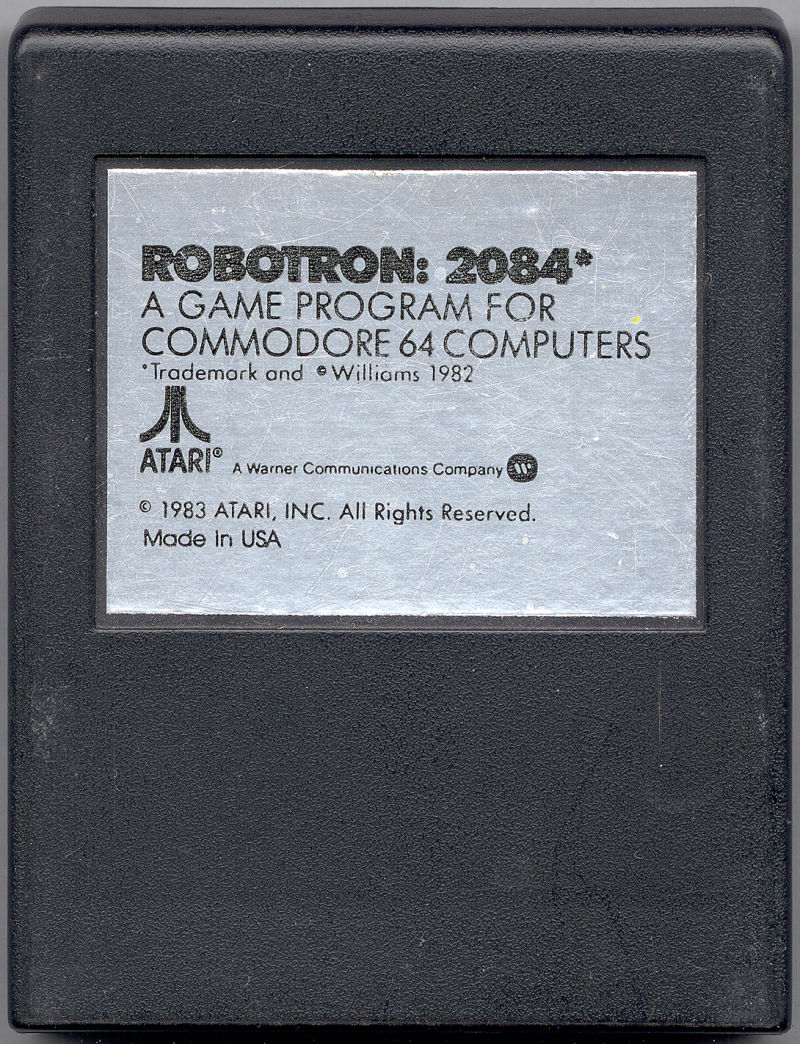 ROBOTRON: 2084*
A GAME PROGRAM FOR
COMMODORE 64 COMPUTERS
*Trademark and ©Williams 1982
ATARI® A Warner Communications Company
© 1983 ATARI, INC. All Rights Reserved.
Made In USA